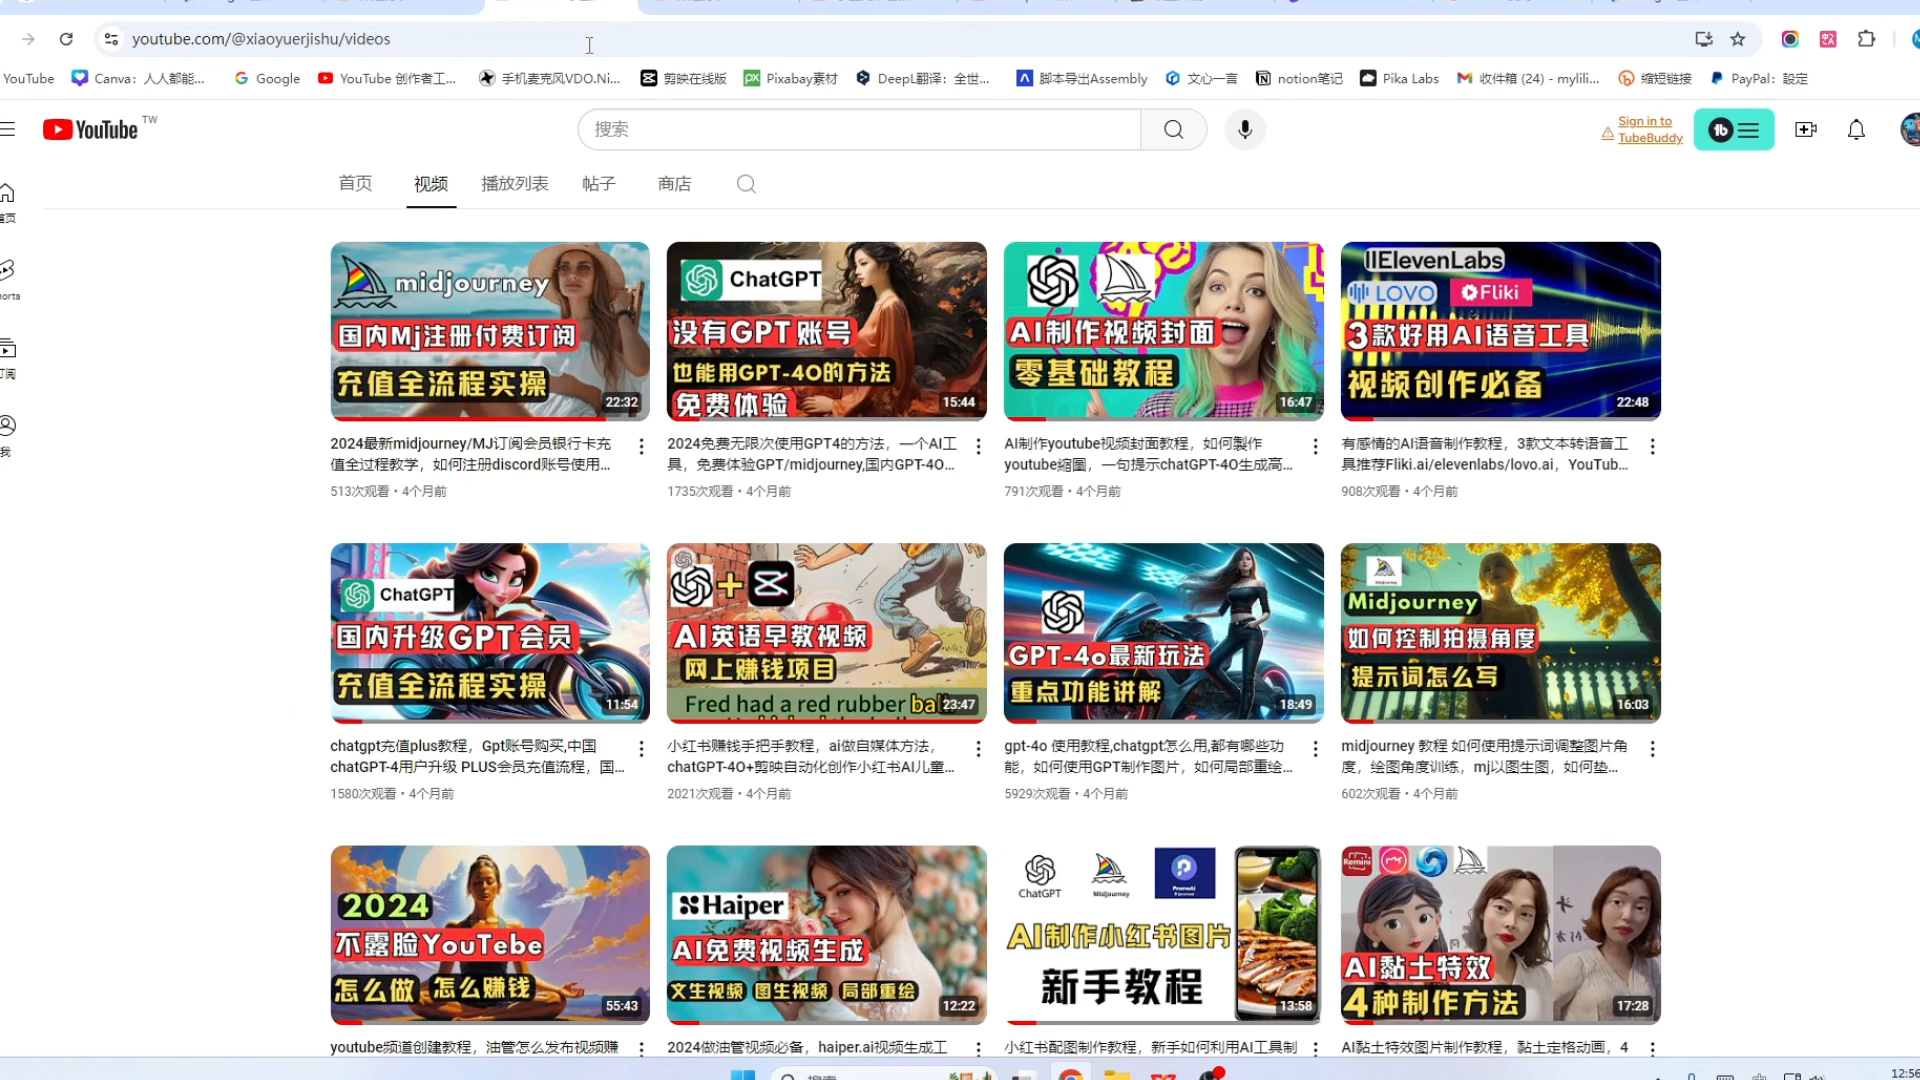 youtube.com/@xiaoyuerjishu/videos
YouTube
Canva：人人都能...
Google
YouTube 创作者工...
手机麦克风VDO.Ni...
剪映在线版
Pixabay素材
DeepL翻译：全世...
脚本导出Assembly
文心一言
notion笔记
Pika Labs
收件箱 (24) - mylili...
缩短链接
PayPal：設定
YouTube TW
搜索
Sign in to
TubeBuddy
首页
视频
播放列表
帖子
商店
midjourney
国内Mj注册付费订阅
充值全流程实操
22:32
ChatGPT
没有GPT账号
也能用GPT-4O的方法
免费体验
15:44
AI制作视频封面
零基础教程
16:47
IIElevenLabs
LOVO
Fliki
3款好用AI语音工具
视频创作必备
22:48
2024最新midjourney/MJ订阅会员银行卡充
值全过程教学，如何注册discord账号使用...
513次观看 • 4个月前
2024免费无限次使用GPT4的方法，一个AI工
具，免费体验GPT/midjourney,国内GPT-4O...
1735次观看 • 4个月前
AI制作youtube视频封面教程，如何製作
youtube縮圖，一句提示chatGPT-4O生成高...
791次观看 • 4个月前
有感情的AI语音制作教程，3款文本转语音工
具推荐Fliki.ai/elevenlabs/lovo.ai，YouTub...
908次观看 • 4个月前
ChatGPT
国内升级GPT会员
充值全流程实操
11:54
AI英语早教视频
网上赚钱项目
Fred had a red rubber ball
23:47
GPT-4o最新玩法
重点功能讲解
18:49
Midjourney
如何控制拍摄角度
提示词怎么写
16:03
chatgpt充值plus教程，Gpt账号购买,中国
chatGPT-4用户升级 PLUS会员充值流程，国...
1580次观看 • 4个月前
小红书赚钱手把手教程，ai做自媒体方法，
chatGPT-4O+剪映自动化创作小红书AI儿童...
2021次观看 • 4个月前
gpt-4o 使用教程,chatgpt怎么用,都有哪些功
能，如何使用GPT制作图片，如何局部重绘...
5929次观看 • 4个月前
midjourney 教程 如何使用提示词调整图片角
度，绘图角度训练，mj以图生图，如何垫...
602次观看 • 4个月前
2024
不露脸YouTebe
怎么做 怎么赚钱
55:43
Haiper
AI免费视频生成
文生视频 图生视频 局部重绘
12:22
ChatGPT
Midjourney
AI制作小红书图片
新手教程
13:58
Remini
AI黏土特效
4种制作方法
17:28
youtube频道创建教程，油管怎么发布视频赚
2024做油管视频必备，haiper.ai视频生成工
小红书配图制作教程，新手如何利用AI工具制
AI黏土特效图片制作教程，黏土定格动画，4
12:56